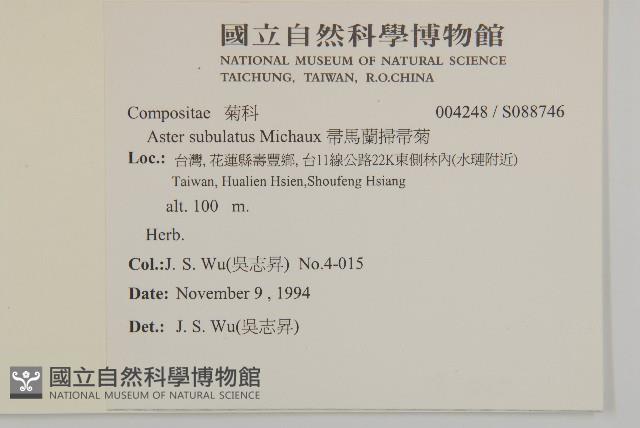 國立自然科學博物館
NATIONAL MUSEUM OF NATURAL SCIENCE
TAICHUNG, TAIWAN, R.O.CHINA
Compositae 菊科 004248 / S088746
Aster subulatus Michaux 帚馬蘭掃帚菊
Loc.: 台灣, 花蓮縣壽豐鄉, 台11線公路22K東側林內(水璉附近)
Taiwan, Hualien Hsien,Shoufeng Hsiang
alt. 100 m.
Herb.
Col.:J. S. Wu(吳志昇) No.4-015
Date: November 9 , 1994
Det.: J. S. Wu(吳志昇)
國立自然科學博物館
NATIONAL MUSEUM OF NATURAL SCIENCE